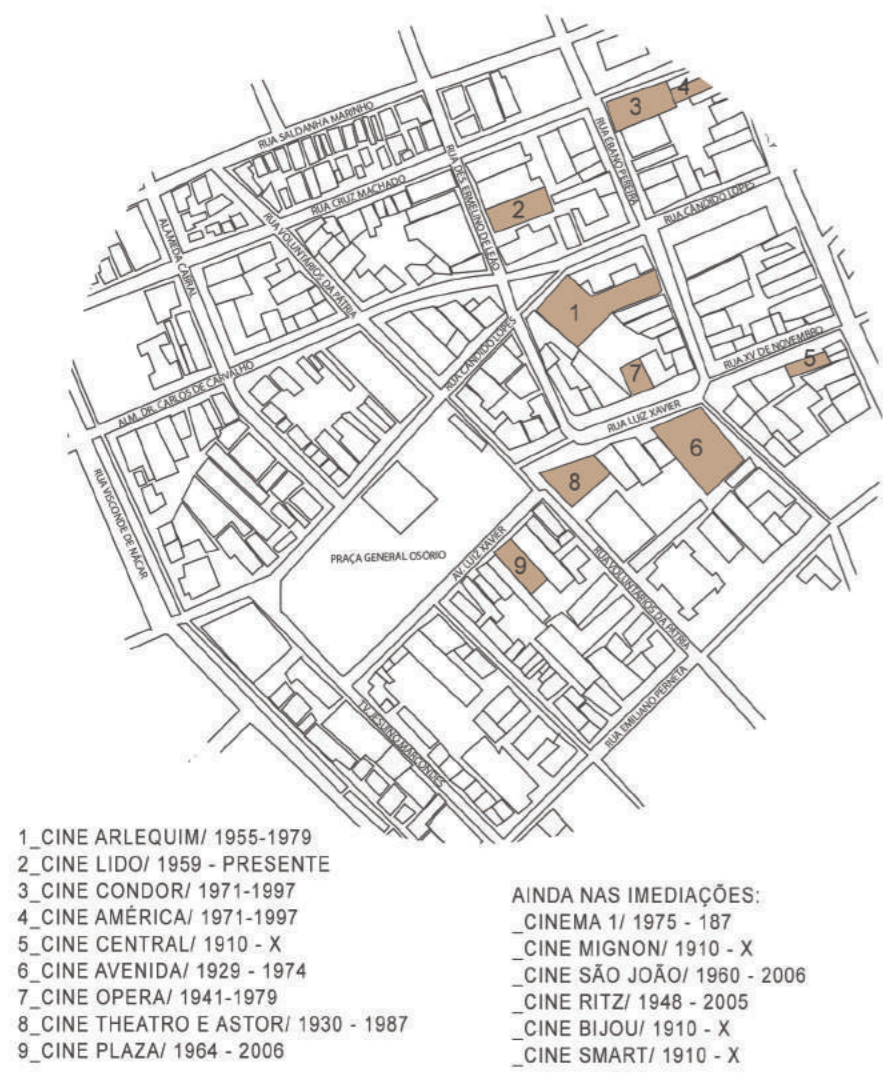 3
4
RUA SALDANHA MARINHO
RUA ÉBANO PEREIRA
RUA CRUZ MACHADO
RUA DES. ERMELINO DE LEÃO
2
RUA CÂNDIDO LOPES
ALAMEDA CABRAL
RUA VOLUNTÁRIOS DA PÁTRIA
1
RUA CÂNDIDO LOPES
RUA XV DE NOVEMBRO
5
7
ALM. DR. CARLOS DE CARVALHO
RUA LUIZ XAVIER
6
8
RUA VISCONDE DE NÁCAR
PRAÇA GENERAL OSÓRIO
AV. LUIZ XAVIER
9
RUA VOLUNTÁRIOS DA PÁTRIA
RUA EMILIANO PERNETA
TV. JESUINO MARCONDES
1_CINE ARLEQUIM/ 1955-1979
2_CINE LIDO/ 1959 - PRESENTE
3_CINE CONDOR/ 1971-1997
4_CINE AMÉRICA/ 1971-1997
5_CINE CENTRAL/ 1910 - X
6_CINE AVENIDA/ 1929 - 1974
7_CINE OPERA/ 1941-1979
8_CINE THEATRO E ASTOR/ 1930 - 1987
9_CINE PLAZA/ 1964 - 2006
AINDA NAS IMEDIAÇÕES:
_CINEMA 1/ 1975 - 187
_CINE MIGNON/ 1910 - X
_CINE SÃO JOÃO/ 1960 - 2006
_CINE RITZ/ 1948 - 2005
_CINE BIJOU/ 1910 - X
_CINE SMART/ 1910 - X